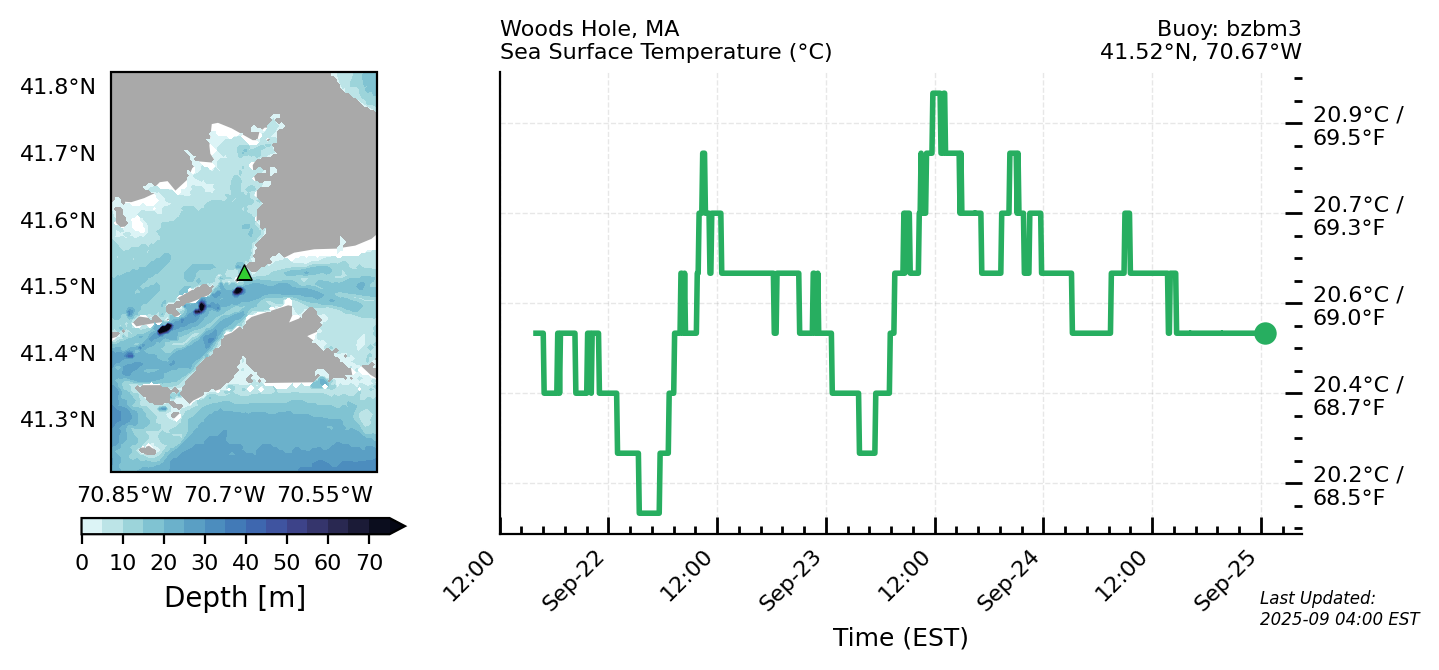 Woods Hole, MA
Sea Surface Temperature (°C)
Buoy: bzbm3
41.52°N, 70.67°W
41.8°N
41.7°N
41.6°N
41.5°N
41.4°N
41.3°N
70.85°W 70.7°W 70.55°W
0 10 20 30 40 50 60 70
Depth [m]
20.9°C /
69.5°F
20.7°C /
69.3°F
20.6°C /
69.0°F
20.4°C /
68.7°F
20.2°C /
68.5°F
12:00 Sep-22 12:00 Sep-23 12:00 Sep-24 12:00 Sep-25
Time (EST)
Last Updated:
2025-09 04:00 EST